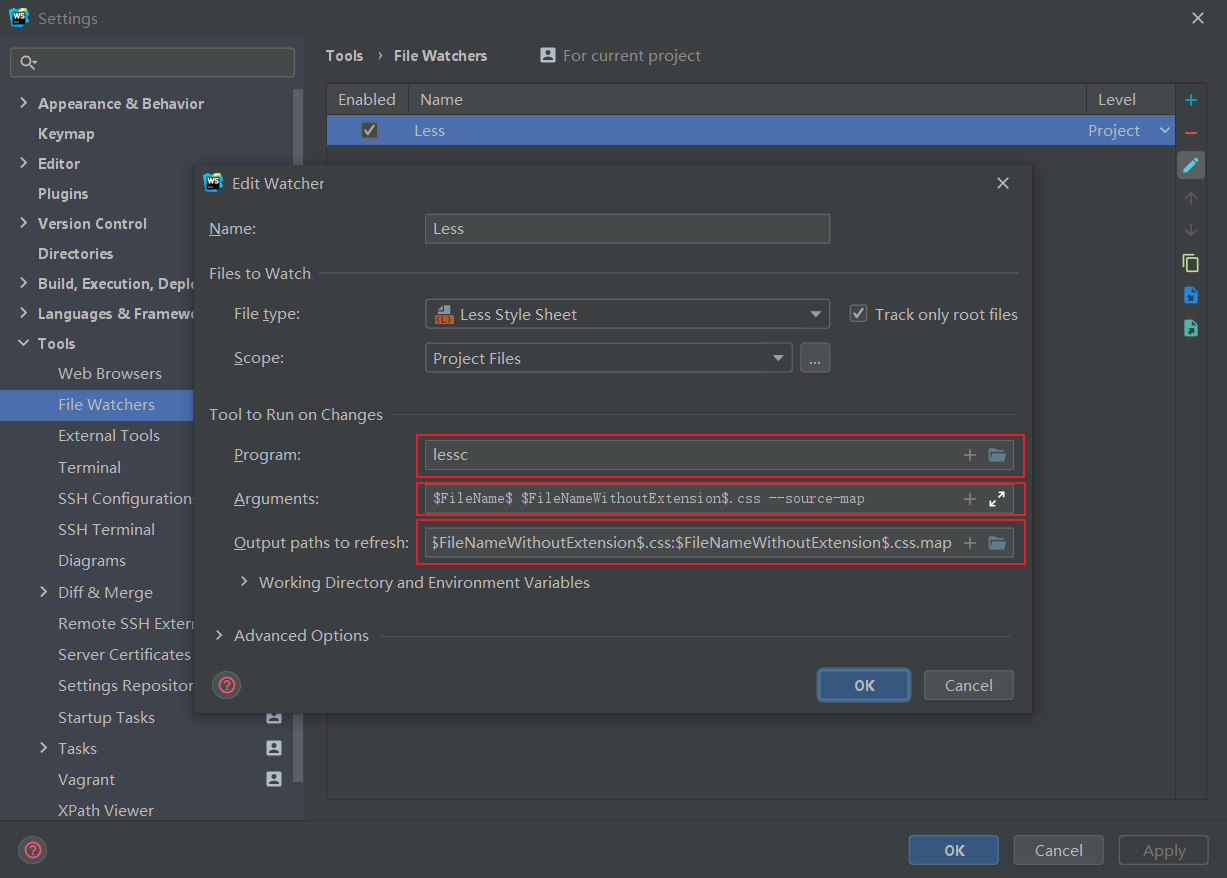 Settings
Tools › File Watchers For current project
Enabled Name Level
Less Project
Appearance & Behavior
Keymap
Editor
Plugins
Version Control
Directories
Build, Execution, Deplo
Languages & Framewo
Tools
Web Browsers
File Watchers
External Tools
Terminal
SSH Configurations
SSH Terminal
Diagrams
Diff & Merge
Remote SSH Extern
Server Certificates
Settings Repositor
Startup Tasks
Tasks
Vagrant
XPath Viewer
Edit Watcher
Name: Less
Files to Watch
File type: Less Style Sheet Track only root files
Scope: Project Files ...
Tool to Run on Changes
Program: lessc
Arguments: $FileName$ $FileNameWithoutExtension$.css --source-map
Output paths to refresh: $FileNameWithoutExtension$.css:$FileNameWithoutExtension$.css.map
Working Directory and Environment Variables
Advanced Options
OK Cancel
OK Cancel Apply